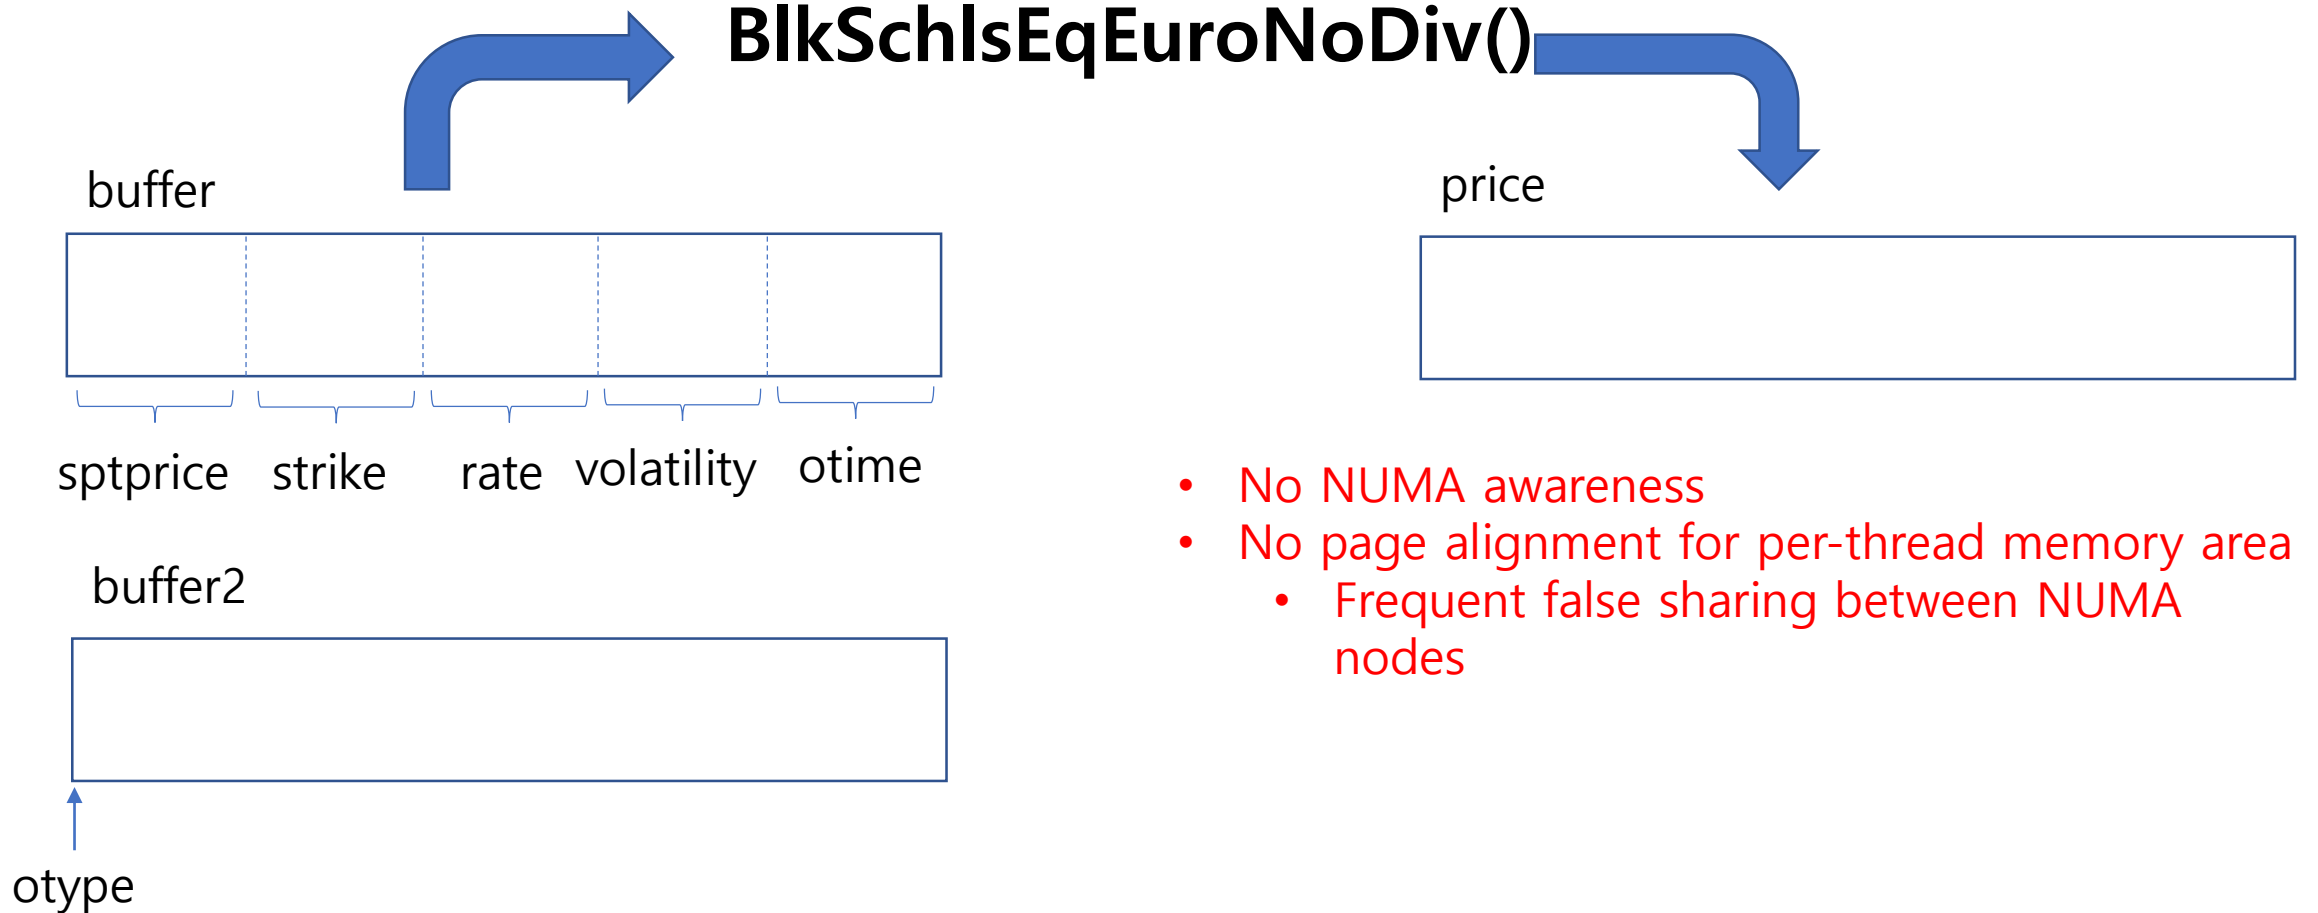 BlkSchlsEqEuroNoDiv()
buffer
price
sptprice strike rate volatility otime
• No NUMA awareness
• No page alignment for per-thread memory area
• Frequent false sharing between NUMA
nodes
buffer2
otype